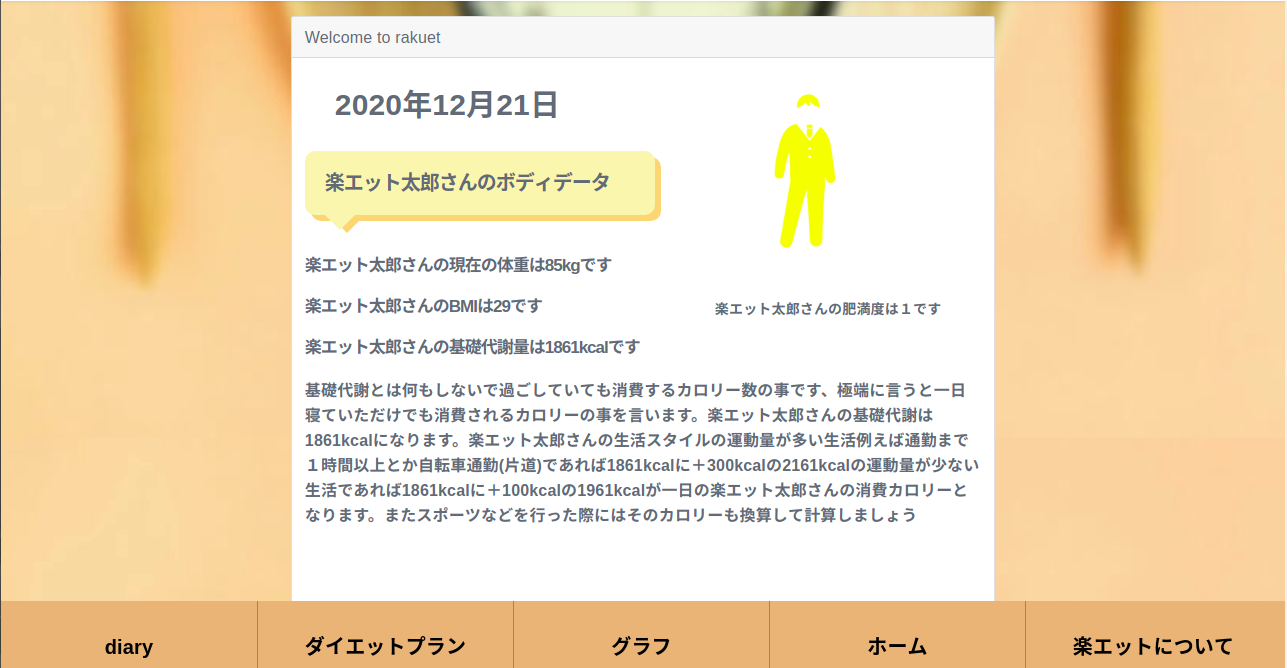 Welcome to rakuet
2020年12月21日
楽エット太郎さんのボディデータ
楽エット太郎さんの現在の体重は85kgです
楽エット太郎さんのBMIは29です
楽エット太郎さんの肥満度は１です
楽エット太郎さんの基礎代謝量は1861kcalです
基礎代謝とは何もしないで過ごしていても消費するカロリー数の事です、極端に言うと一日
寝ていただけでも消費されるカロリーの事を言います。楽エット太郎さんの基礎代謝は
1861kcalになります。楽エット太郎さんの生活スタイルの運動量が多い生活例えば通勤まで
１時間以上とか自転車通勤(片道)であれば1861kcalに＋300kcalの2161kcalの運動量が少ない
生活であれば1861kcalに＋100kcalの1961kcalが一日の楽エット太郎さんの消費カロリーと
なります。またスポーツなどを行った際にはそのカロリーも換算して計算しましょう
diary
ダイエットプラン
グラフ
ホーム
楽エットについて